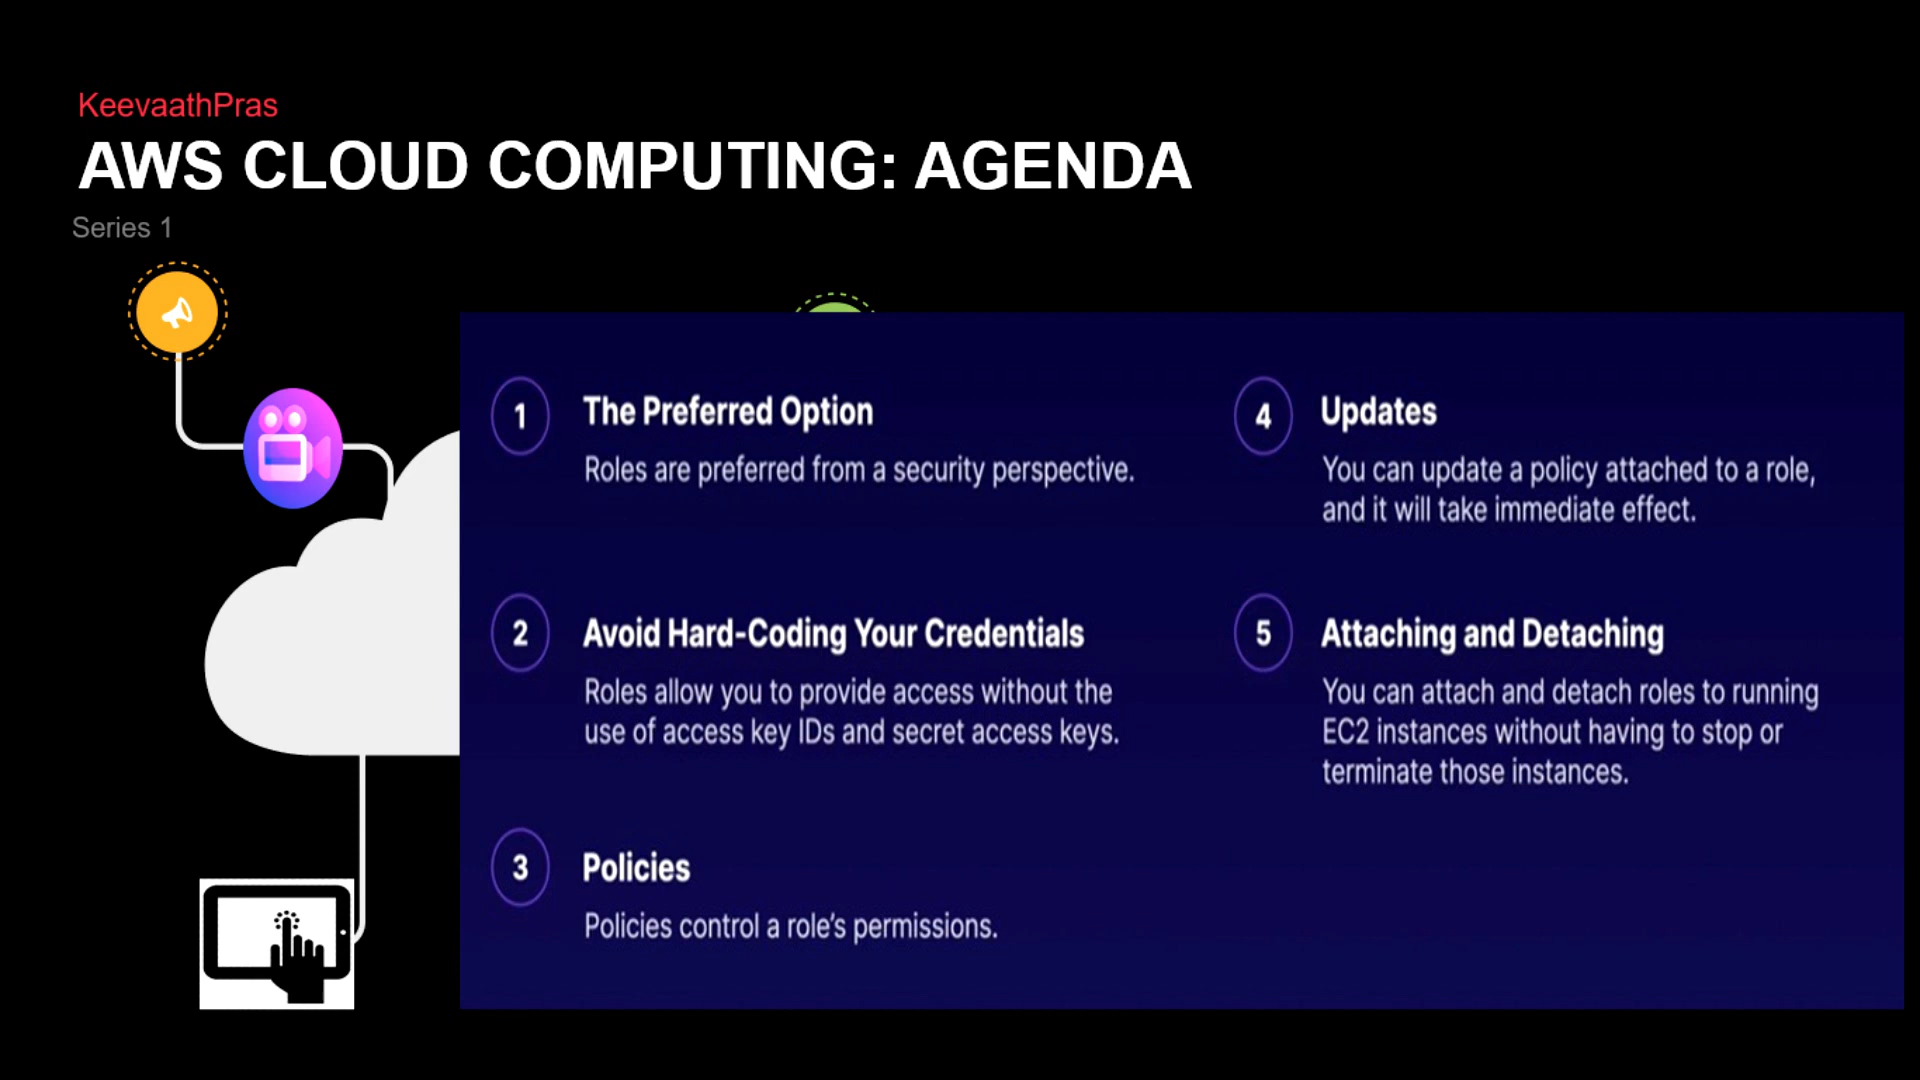 KeevaathPras
AWS CLOUD COMPUTING: AGENDA
Series 1
1
The Preferred Option
Roles are preferred from a security perspective.
2
Avoid Hard-Coding Your Credentials
Roles allow you to provide access without the
use of access key IDs and secret access keys.
3
Policies
Policies control a role's permissions.
4
Updates
You can update a policy attached to a role,
and it will take immediate effect.
5
Attaching and Detaching
You can attach and detach roles to running
EC2 instances without having to stop or
terminate those instances.